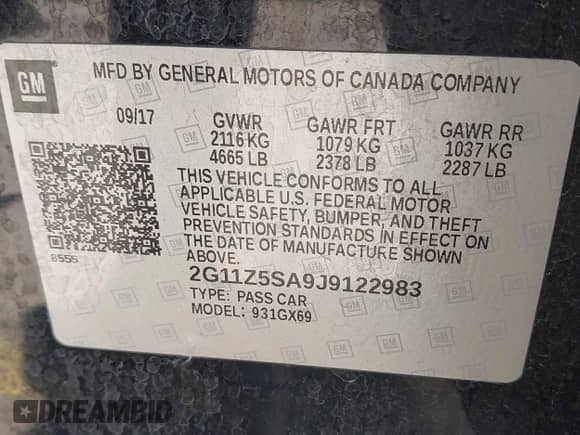 GM
MFD BY GENERAL MOTORS OF CANADA COMPANY
09/17 GVWR GAWR FRT GAWR RR
2116 KG 1079 KG 1037 KG
4665 LB 2378 LB 2287 LB
THIS VEHICLE CONFORMS TO ALL
APPLICABLE U.S. FEDERAL MOTOR
VEHICLE SAFETY, BUMPER, AND THEFT
PREVENTION STANDARDS IN EFFECT ON
THE DATE OF MANUFACTURE SHOWN
ABOVE.
8555
2G11Z5SA9J9122983
TYPE: PASS CAR
MODEL: 931GX69
DREAMBID